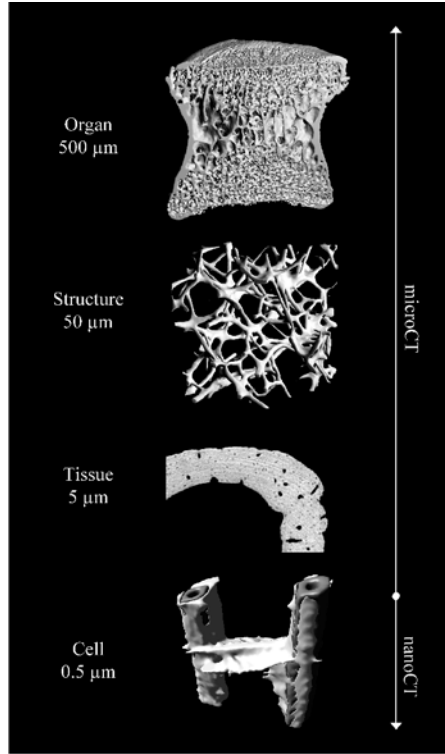 Organ
500 µm
Structure
50 µm
microCT
Tissue
5 µm
Cell
0.5 µm
nanoCT